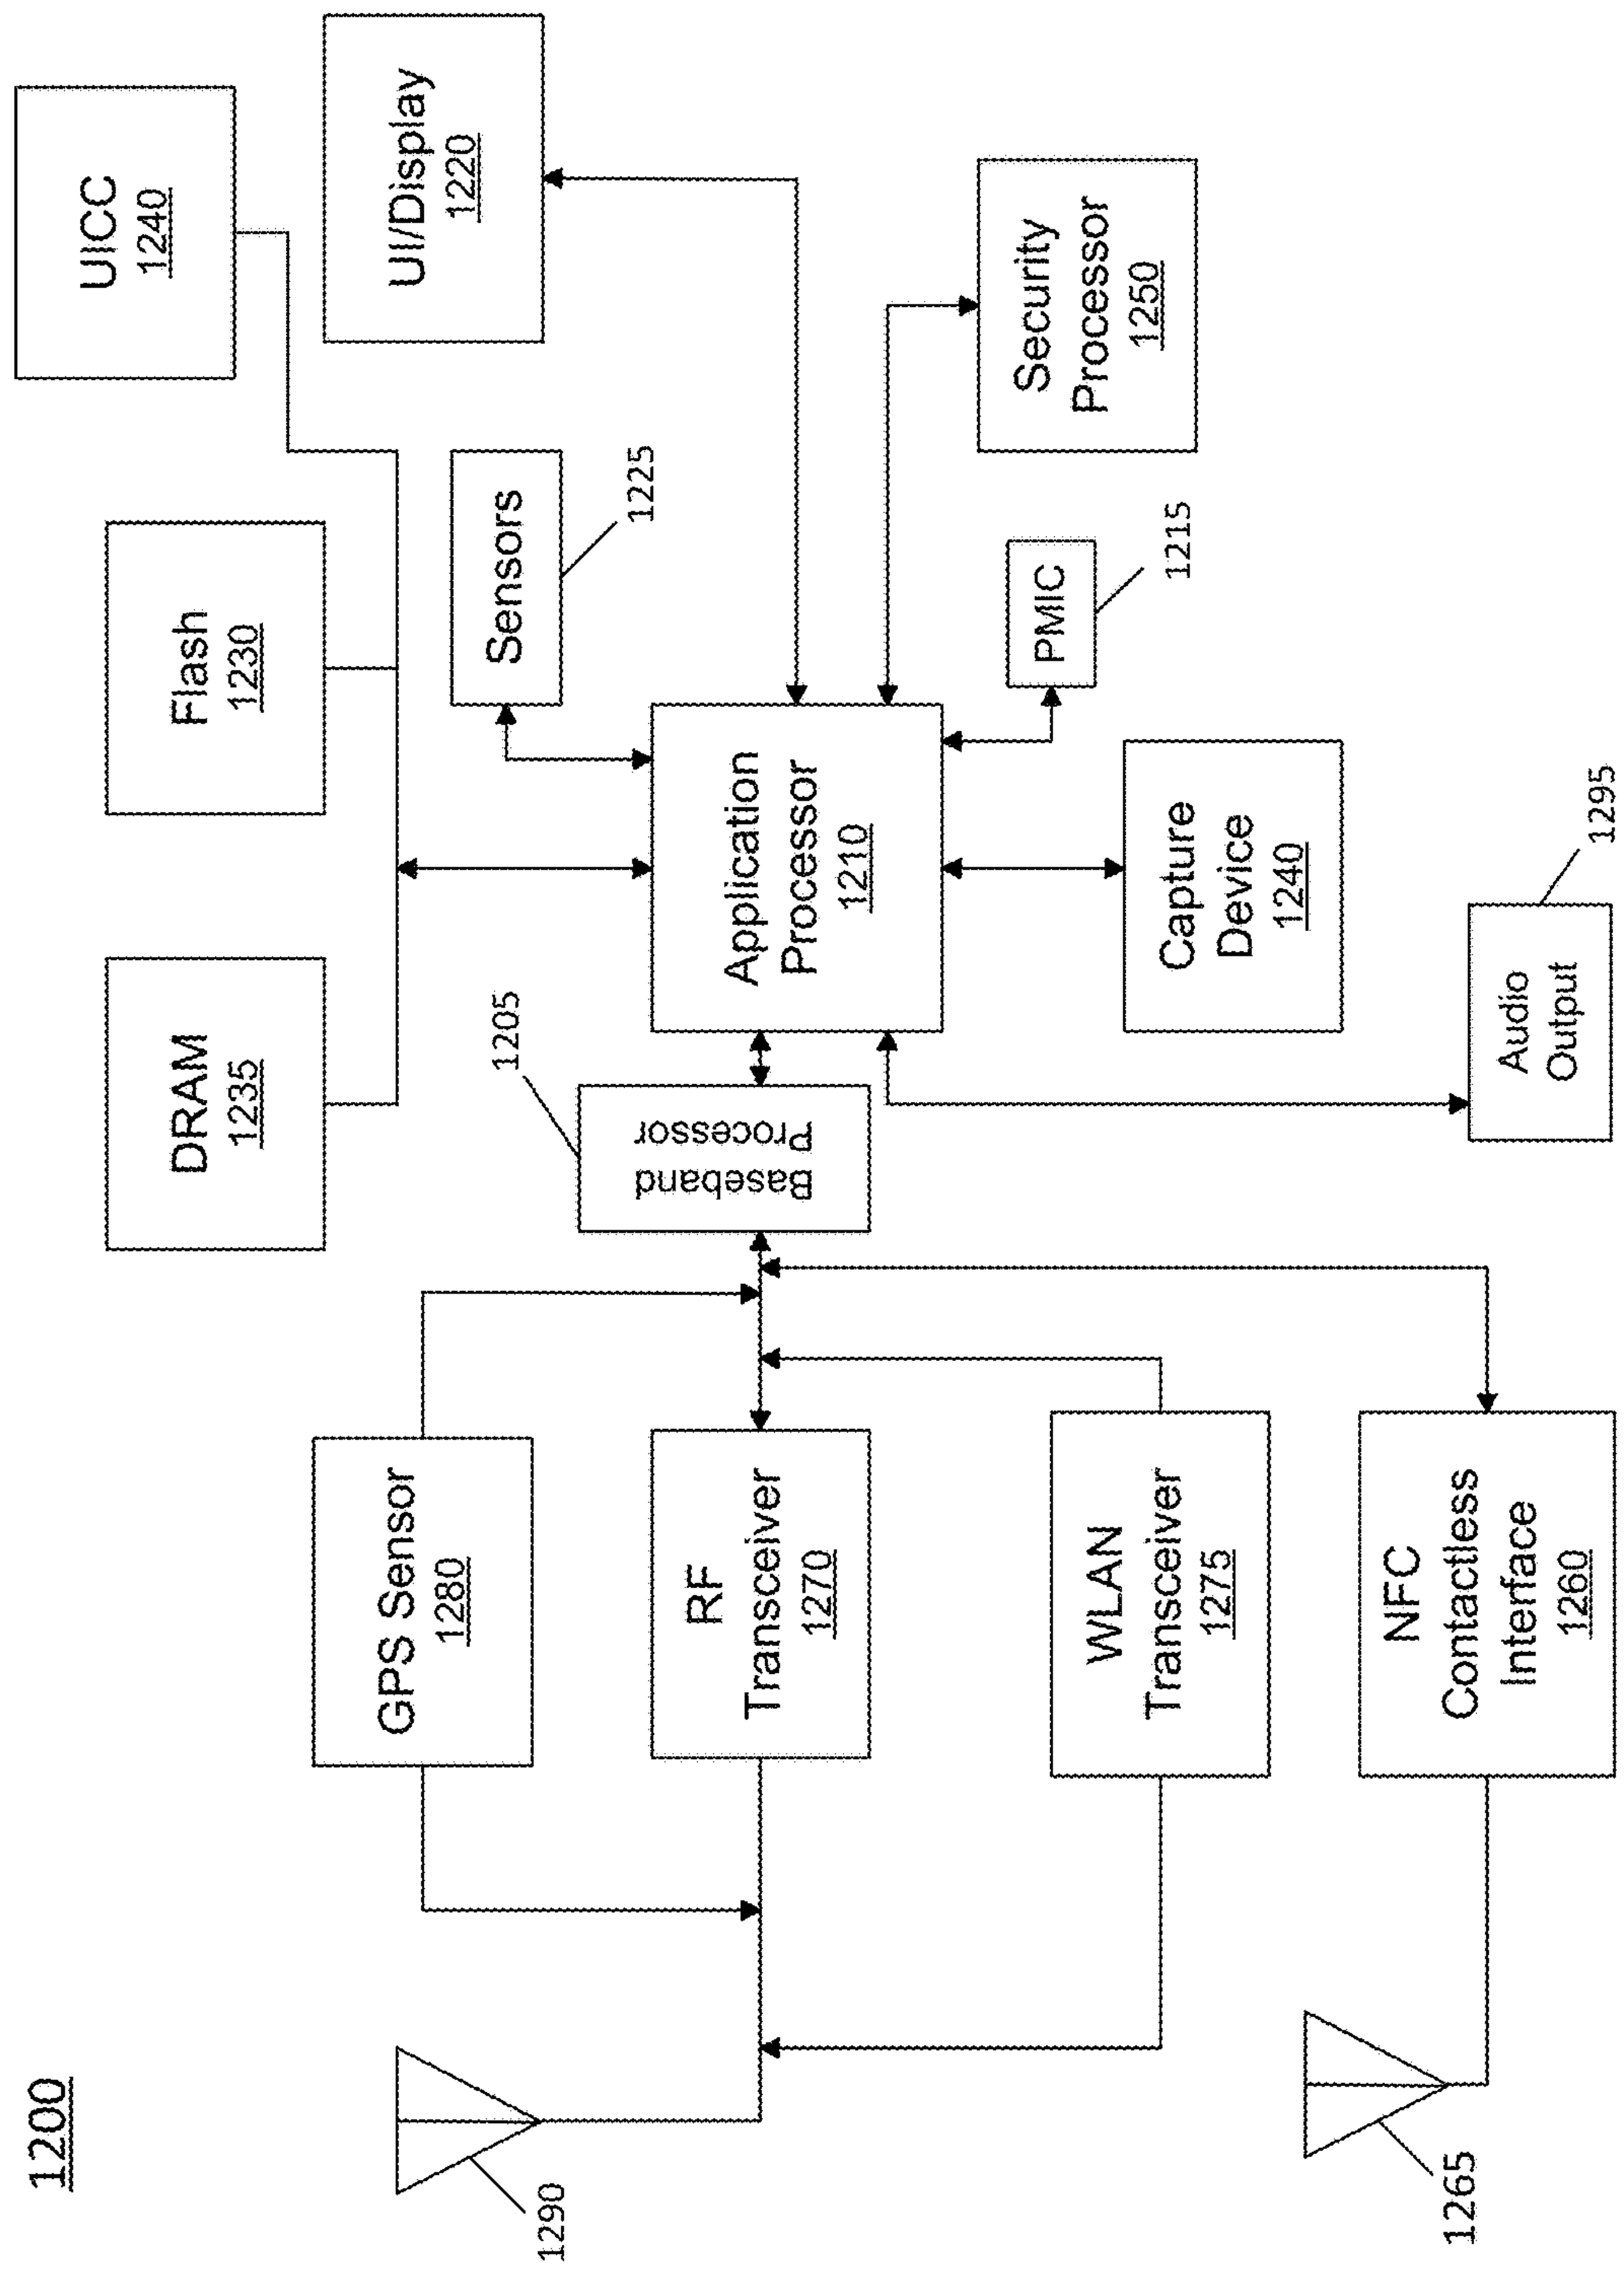 1200
UICC
1240
Flash
1230
DRAM
1235
UI/Display
1220
Sensors
1225
1205
Baseband
Processor
Application
Processor
1210
Security
Processor
1250
PMIC
1215
Capture
Device
1240
Audio
Output
1295
GPS Sensor
1280
RF
Transceiver
1270
WLAN
Transceiver
1275
NFC
Contactless
Interface
1260
1290
1265